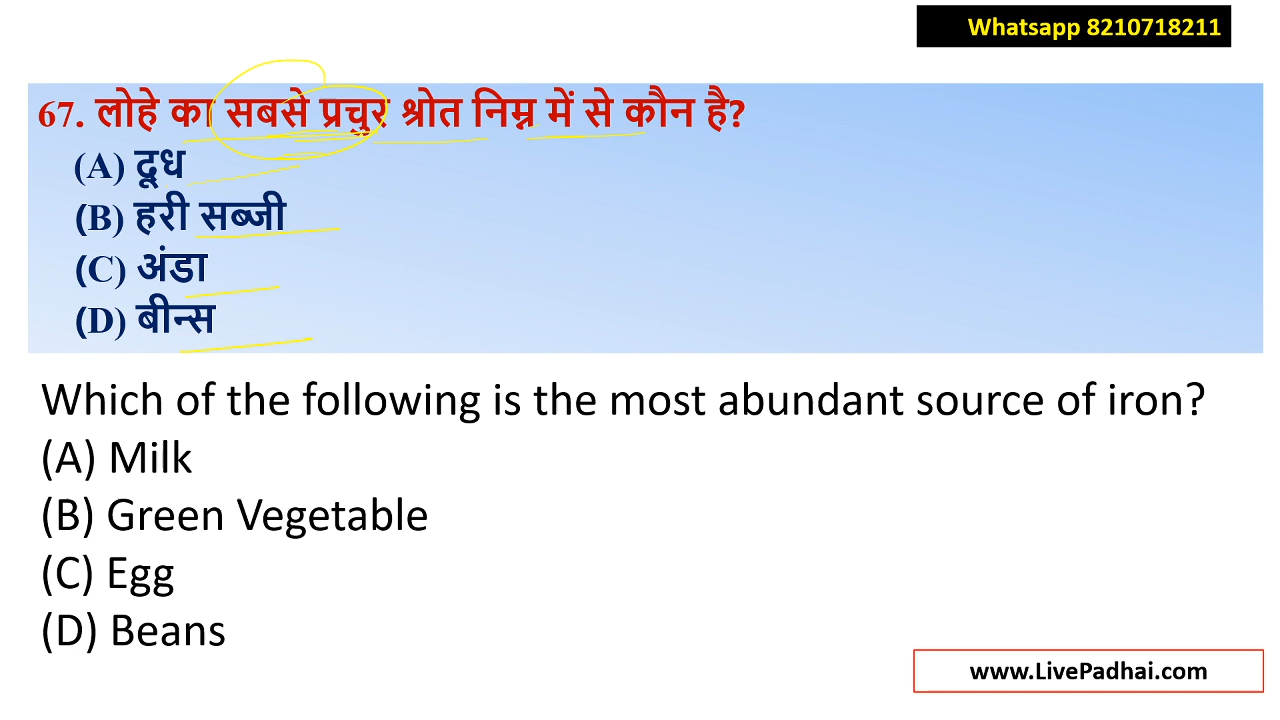 Whatsapp 8210718211
67. लोहे का सबसे प्रचुर श्रोत निम्न में से कौन है?
(A) दूध
(B) हरी सब्जी
(C) अंडा
(D) बीन्स
Which of the following is the most abundant source of iron?
(A) Milk
(B) Green Vegetable
(C) Egg
(D) Beans
www.LivePadhai.com